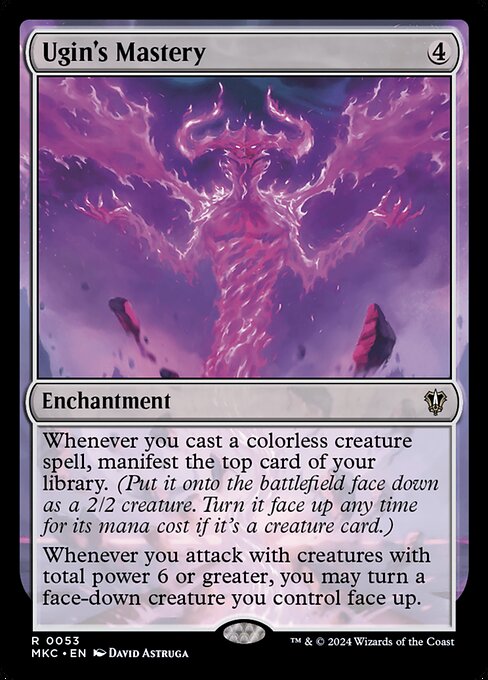 Ugin's Mastery 4
Enchantment
Whenever you cast a colorless creature
spell, manifest the top card of your
library. (Put it onto the battlefield face down
as a 2/2 creature. Turn it face up any time
for its mana cost if it's a creature card.)
Whenever you attack with creatures with
total power 6 or greater, you may turn a
face-down creature you control face up.
R 0053
MKC • EN David Astruga
™ & © 2024 Wizards of the Coast